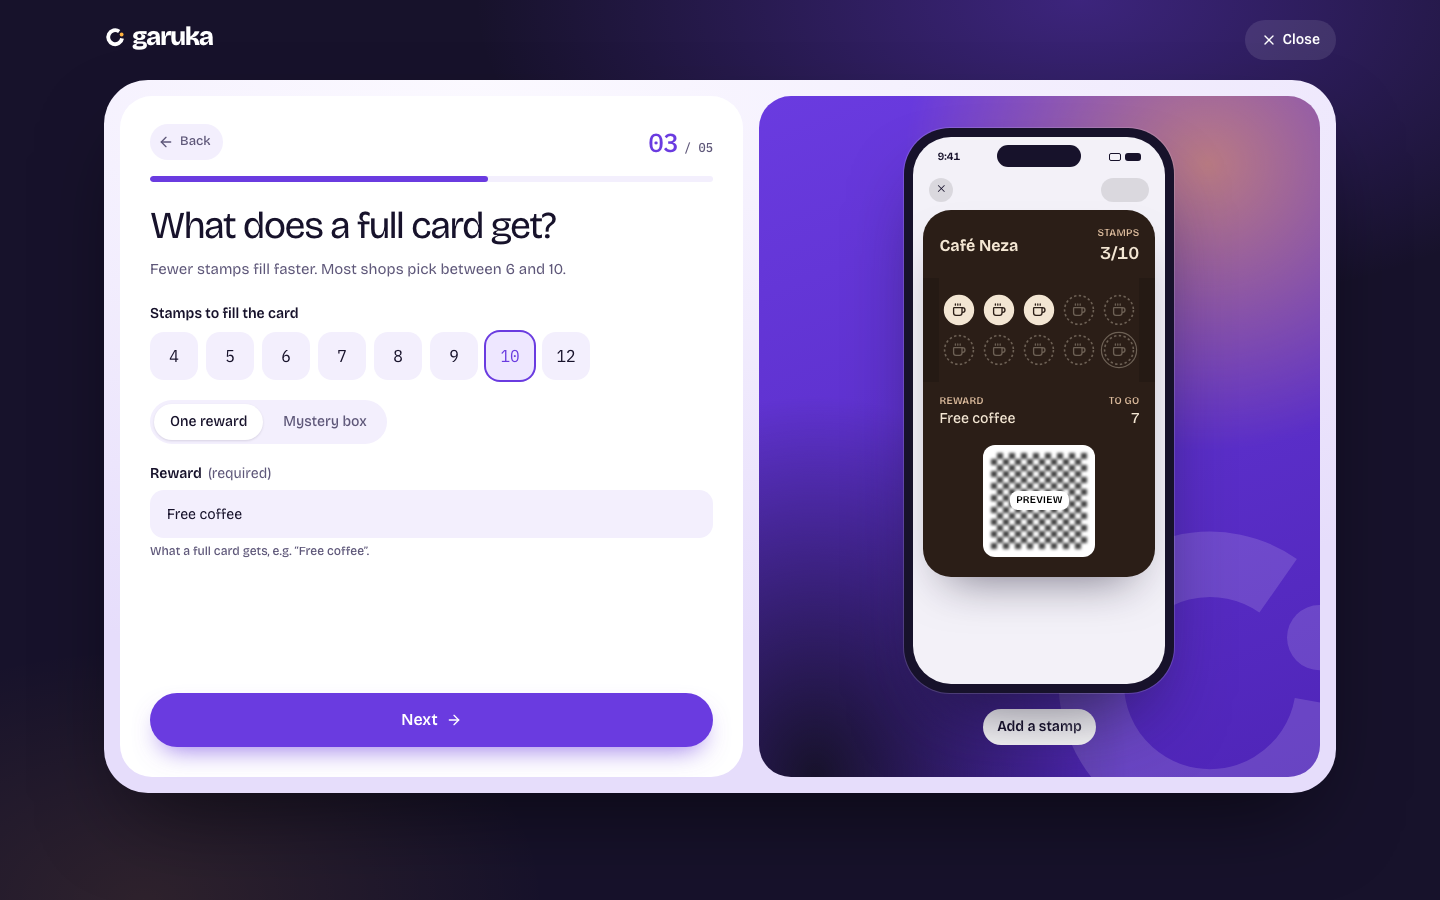 garuka
Close
Back
03 / 05
What does a full card get?
Fewer stamps fill faster. Most shops pick between 6 and 10.
Stamps to fill the card
4 5 6 7 8 9 10 12
One reward Mystery box
Reward (required)
Free coffee
What a full card gets, e.g. “Free coffee”.
Next
9:41
Café Neza
STAMPS
3/10
REWARD
Free coffee
TO GO
7
PREVIEW
Add a stamp